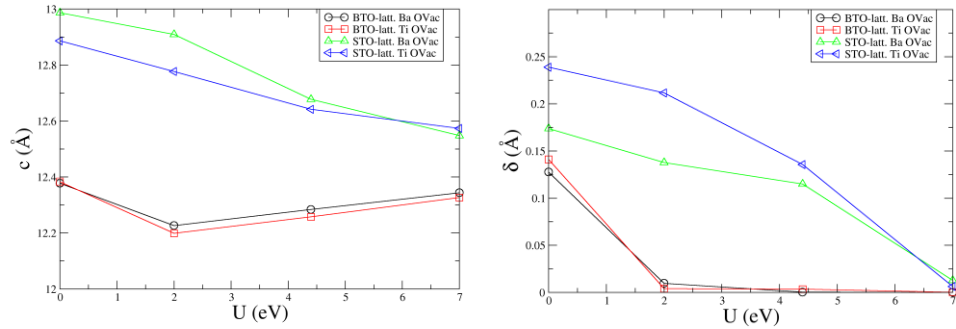 BTO-latt. Ba OVac
BTO-latt. Ti OVac
STO-latt. Ba OVac
STO-latt. Ti OVac
13
12.8
12.6
12.4
12.2
12
c (Å)
0 1 2 3 4 5 6 7
U (eV)
BTO-latt. Ba OVac
BTO-latt. Ti OVac
STO-latt. Ba OVac
STO-latt. Ti OVac
0.25
0.2
0.15
0.1
0.05
0
δ (Å)
0 1 2 3 4 5 6 7
U (eV)